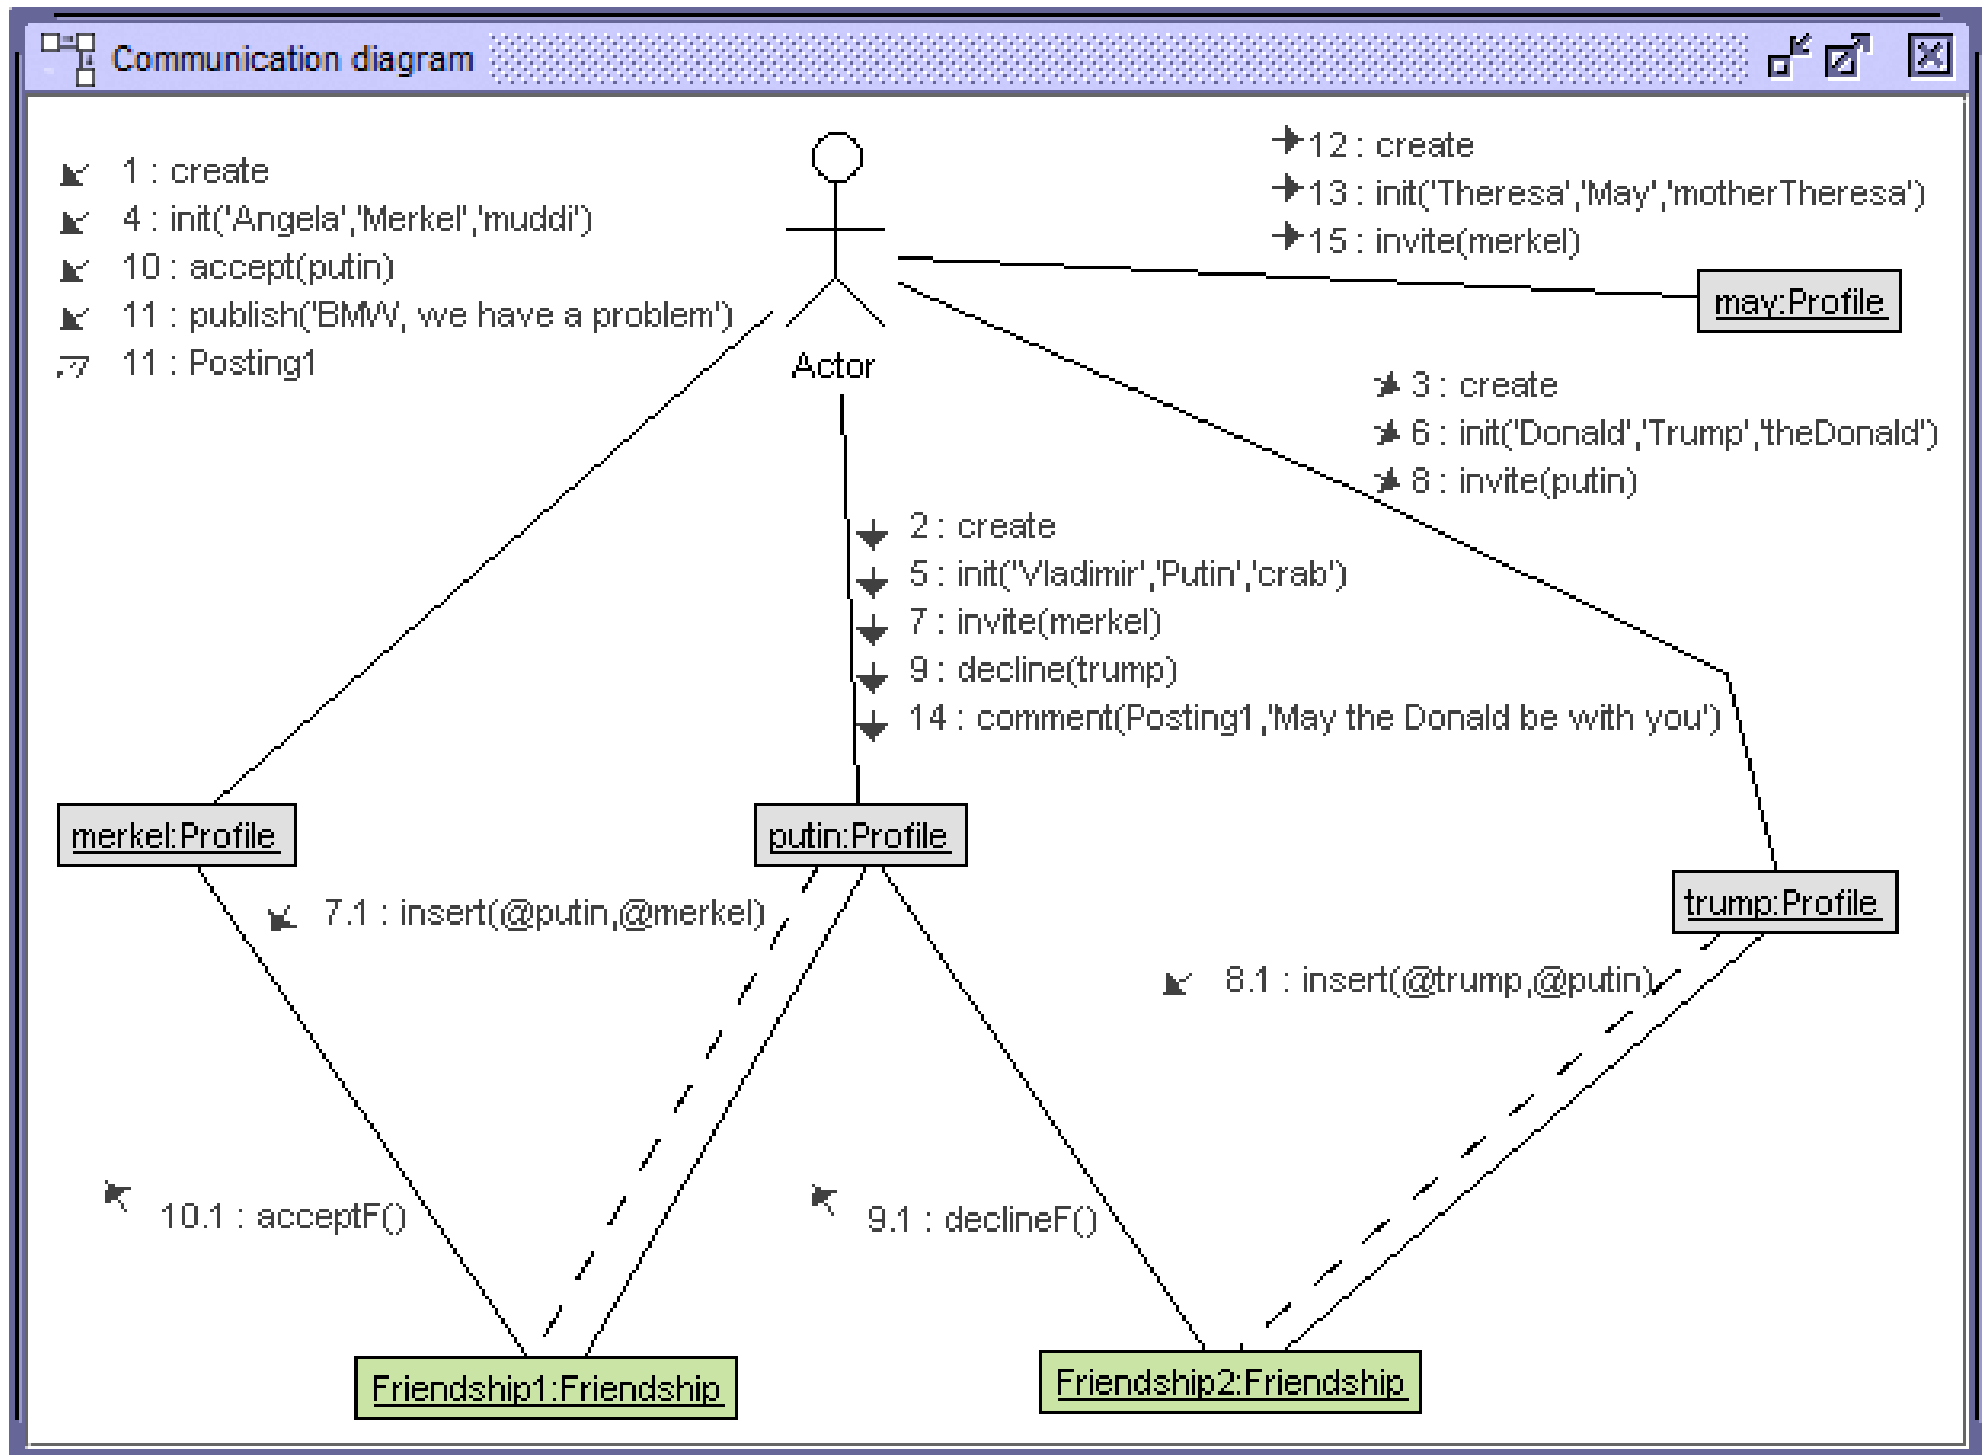 Communication diagram
1 : create
4 : init('Angela','Merkel','muddi')
10 : accept(putin)
11 : publish('BMW, we have a problem')
11 : Posting1
Actor
12 : create
13 : init('Theresa','May','motherTheresa')
15 : invite(merkel)
may:Profile
3 : create
6 : init('Donald','Trump','theDonald')
8 : invite(putin)
2 : create
5 : init('Vladimir','Putin','crab')
7 : invite(merkel)
9 : decline(trump)
14 : comment(Posting1,'May the Donald be with you')
merkel:Profile
putin:Profile
trump:Profile
7.1 : insert(@putin,@merkel)
8.1 : insert(@trump,@putin)
10.1 : acceptF()
9.1 : declineF()
Friendship1:Friendship
Friendship2:Friendship